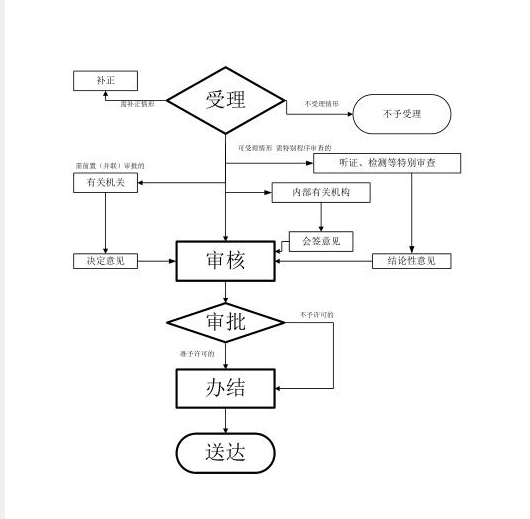 补正
受理
需补正情形
不受理情形
不予受理
可受理情形 需特别程序审查的
听证、检测等特别审查
需前置（并联）审批的
有关机关
内部有关机构
会签意见
决定意见
审核
结论性意见
审批
不予许可的
准予许可的
办结
送达